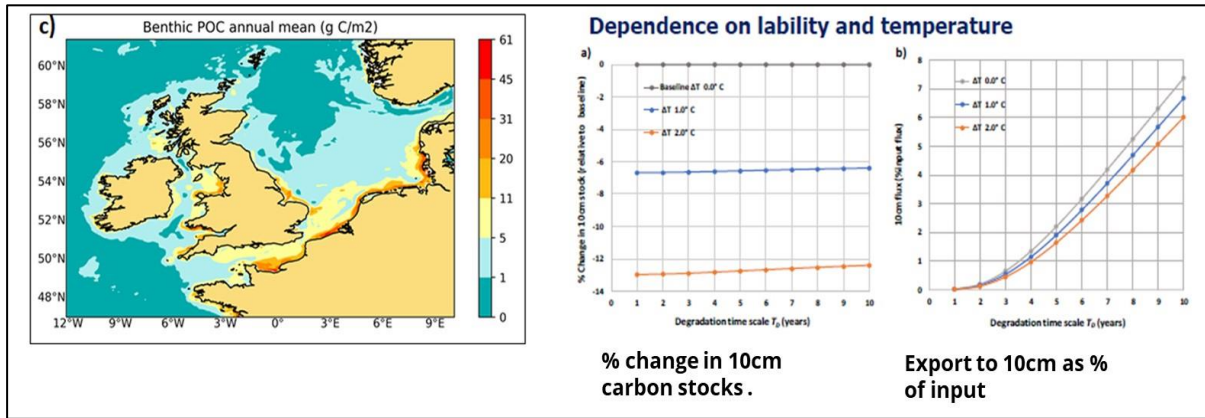 c)
Benthic POC annual mean (g C/m2)
60°N
58°N
56°N
54°N
52°N
50°N
48°N
12°W 9°W 6°W 3°W 0° 3°E 6°E 9°E
61
45
31
20
11
5
1
0
Dependence on lability and temperature
a)
% Change in 10cm stock (relative to baseline)
0
-2
-4
-6
-8
-10
-12
-14
Baseline ΔT 0.0° C
ΔT 1.0° C
ΔT 2.0° C
0 1 2 3 4 5 6 7 8 9 10
Degradation time scale T_D (years)
% change in 10cm
carbon stocks .
b)
10cm flux (% input flux)
8
7
6
5
4
3
2
1
0
ΔT 0.0° C
ΔT 1.0° C
ΔT 2.0° C
0 1 2 3 4 5 6 7 8 9 10
Degradation time scale T_D (years)
Export to 10cm as %
of input